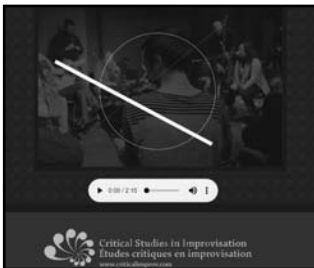 0:00 / 2:15
Critical Studies in Improvisation
Études critiques en improvisation
www.criticalimprov.com